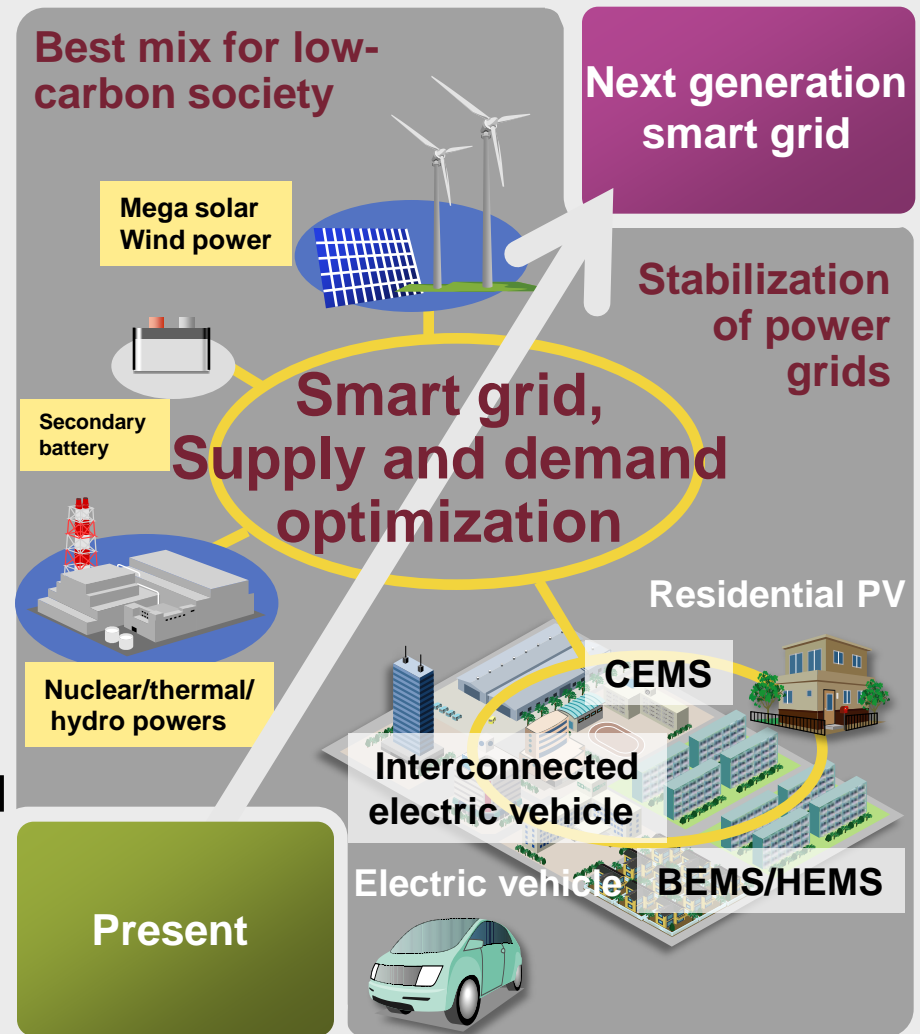 Best mix for low-
carbon society
Next generation
smart grid
Mega solar
Wind power
Stabilization
of power
grids
Secondary
battery
Smart grid,
Supply and demand
optimization
Nuclear/thermal/
hydro powers
Residential PV
CEMS
Interconnected
electric vehicle
Electric vehicle
BEMS/HEMS
Present